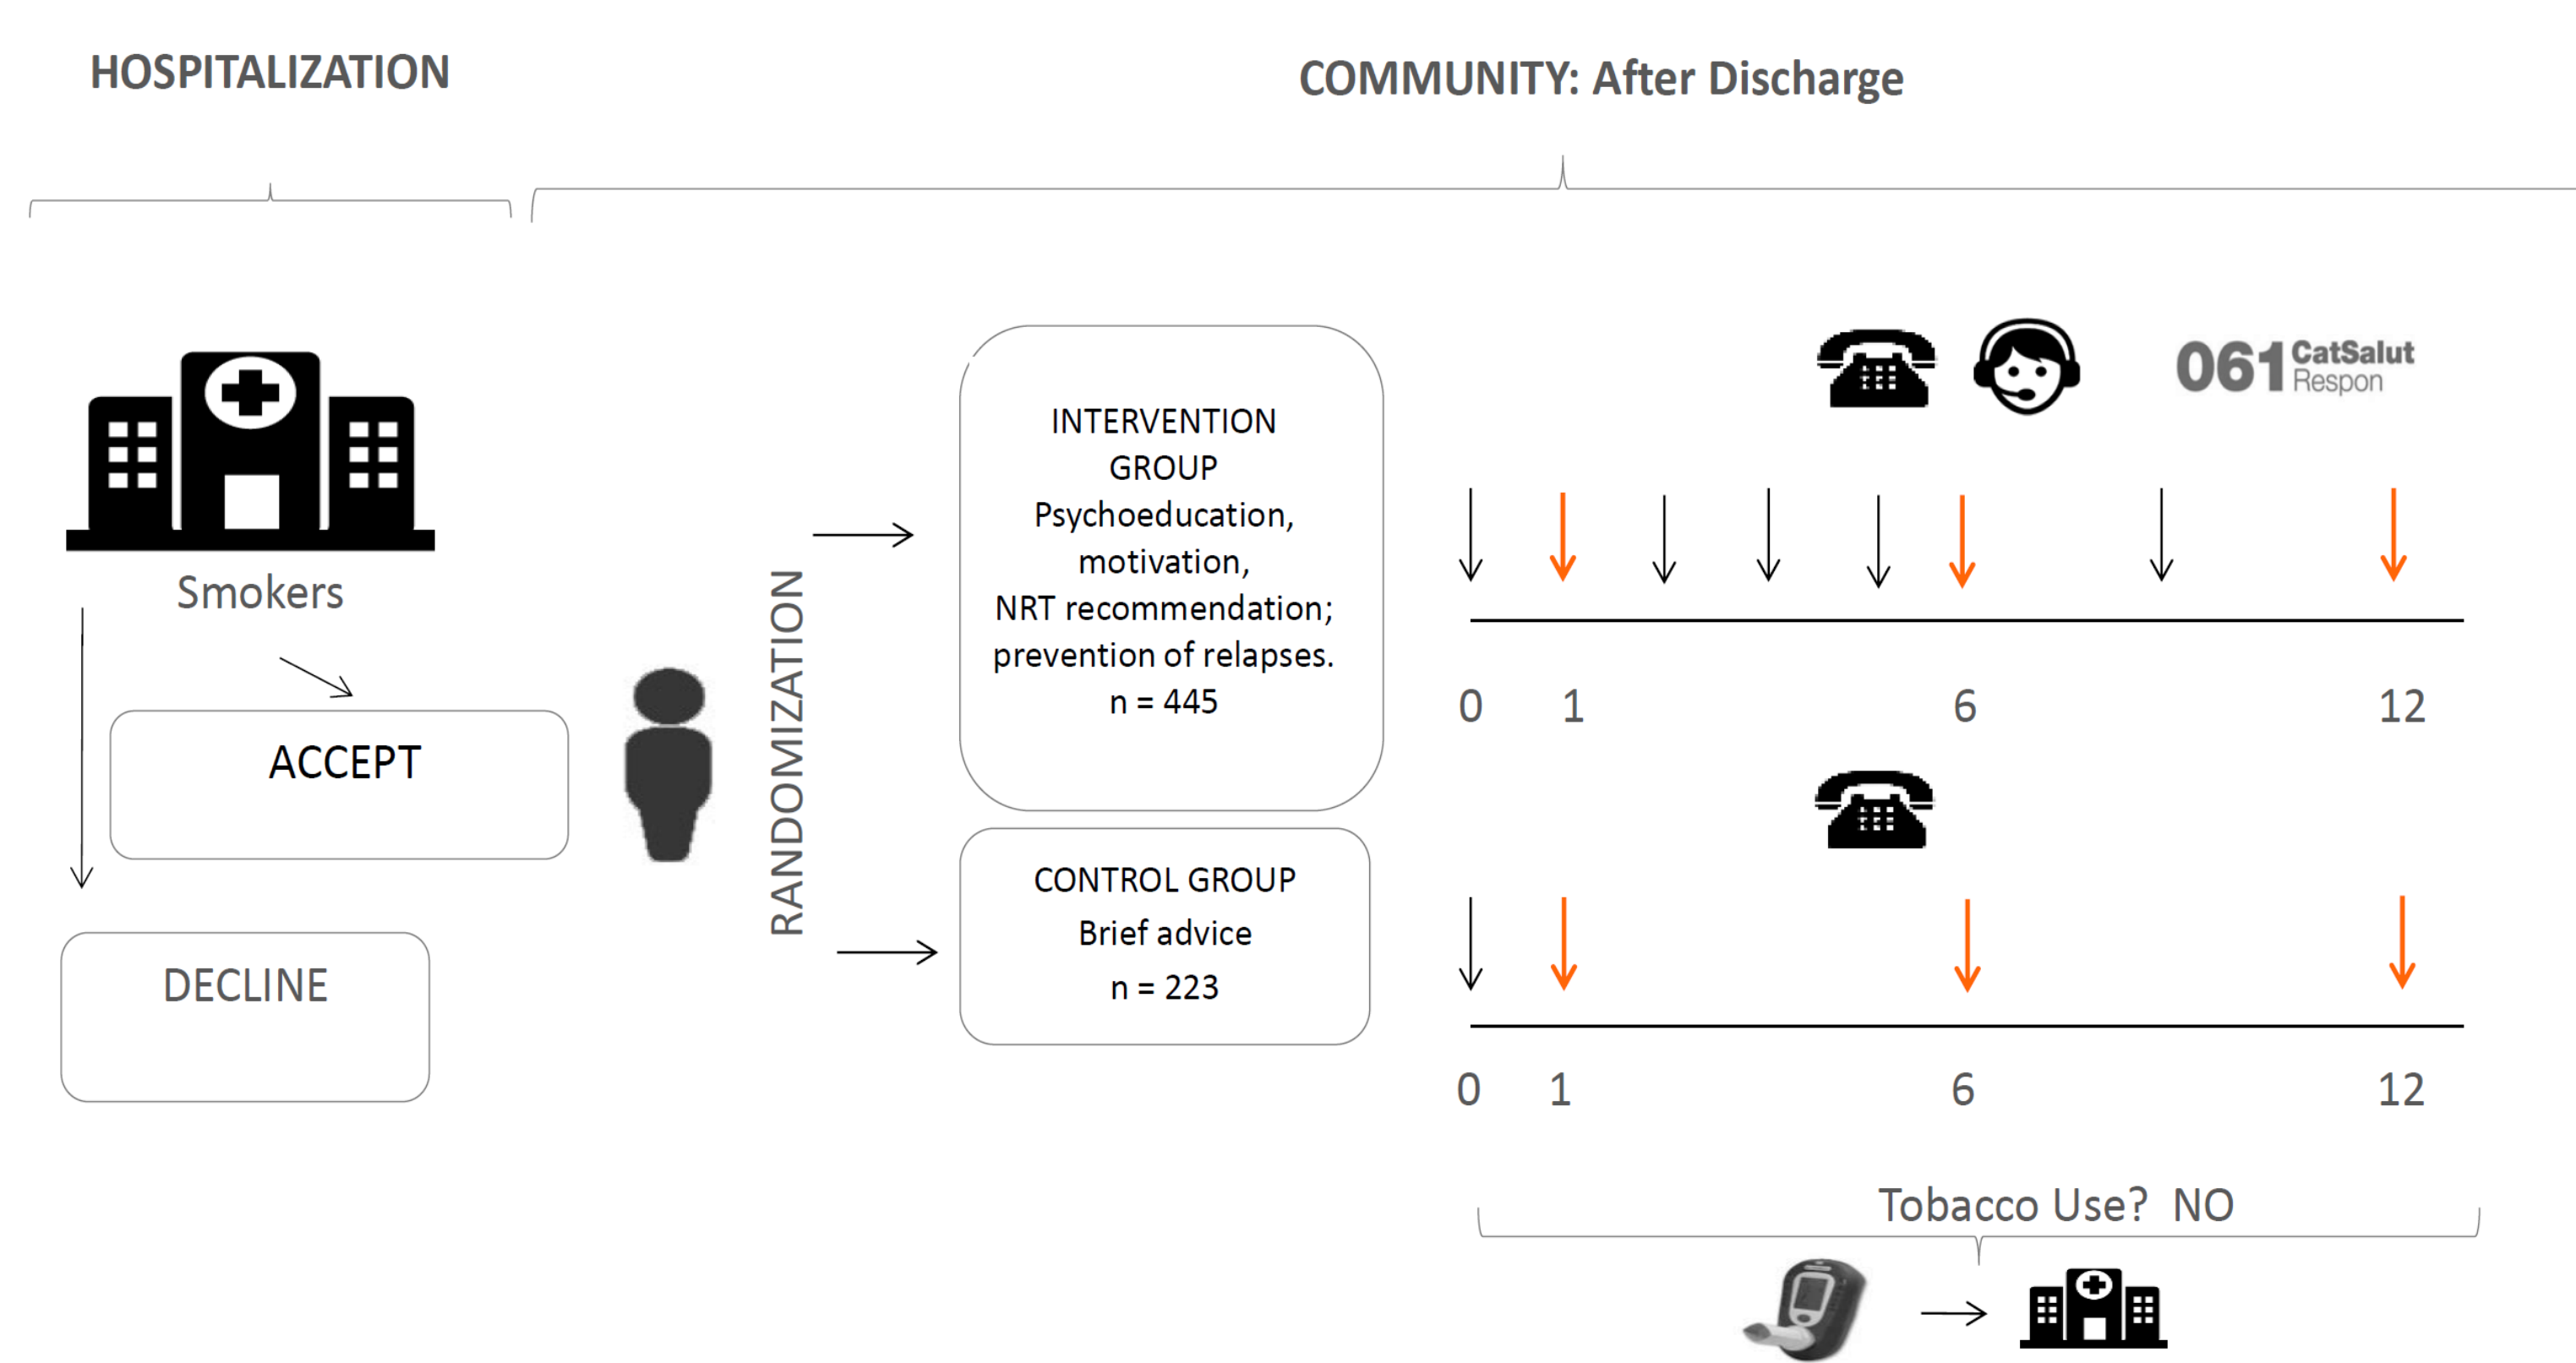 HOSPITALIZATION
COMMUNITY: After Discharge
Smokers
ACCEPT
DECLINE
RANDOMIZATION
INTERVENTION
GROUP
Psychoeducation,
motivation,
NRT recommendation;
prevention of relapses.
n = 445
CONTROL GROUP
Brief advice
n = 223
061 CatSalut
Respon
0 1 6 12
0 1 6 12
Tobacco Use? NO